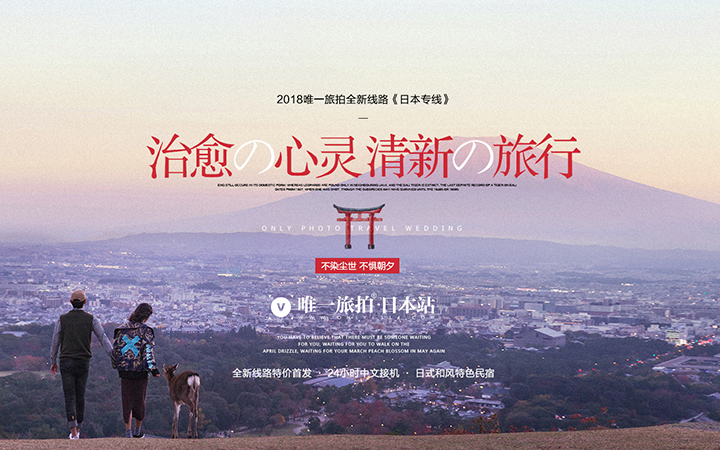 2018唯一旅拍全新线路《日本专线》
治愈の心灵 清新の旅行
ONLY PHOTO TRAVEL WEDDING
不染尘世 不惧朝夕
V 唯一旅拍 日本站
YOU HAVE TO BELIEVE THAT THERE MUST BE SOMEONE WAITING
FOR YOU, WAITING FOR YOU TO WALK ON THE
APRIL DRIZZLE, WAITING FOR YOUR MARCH PEACH BLOSSOM IN MAY AGAIN
全新线路特价首发 · 24小时中文接机 · 日式和风特色民宿